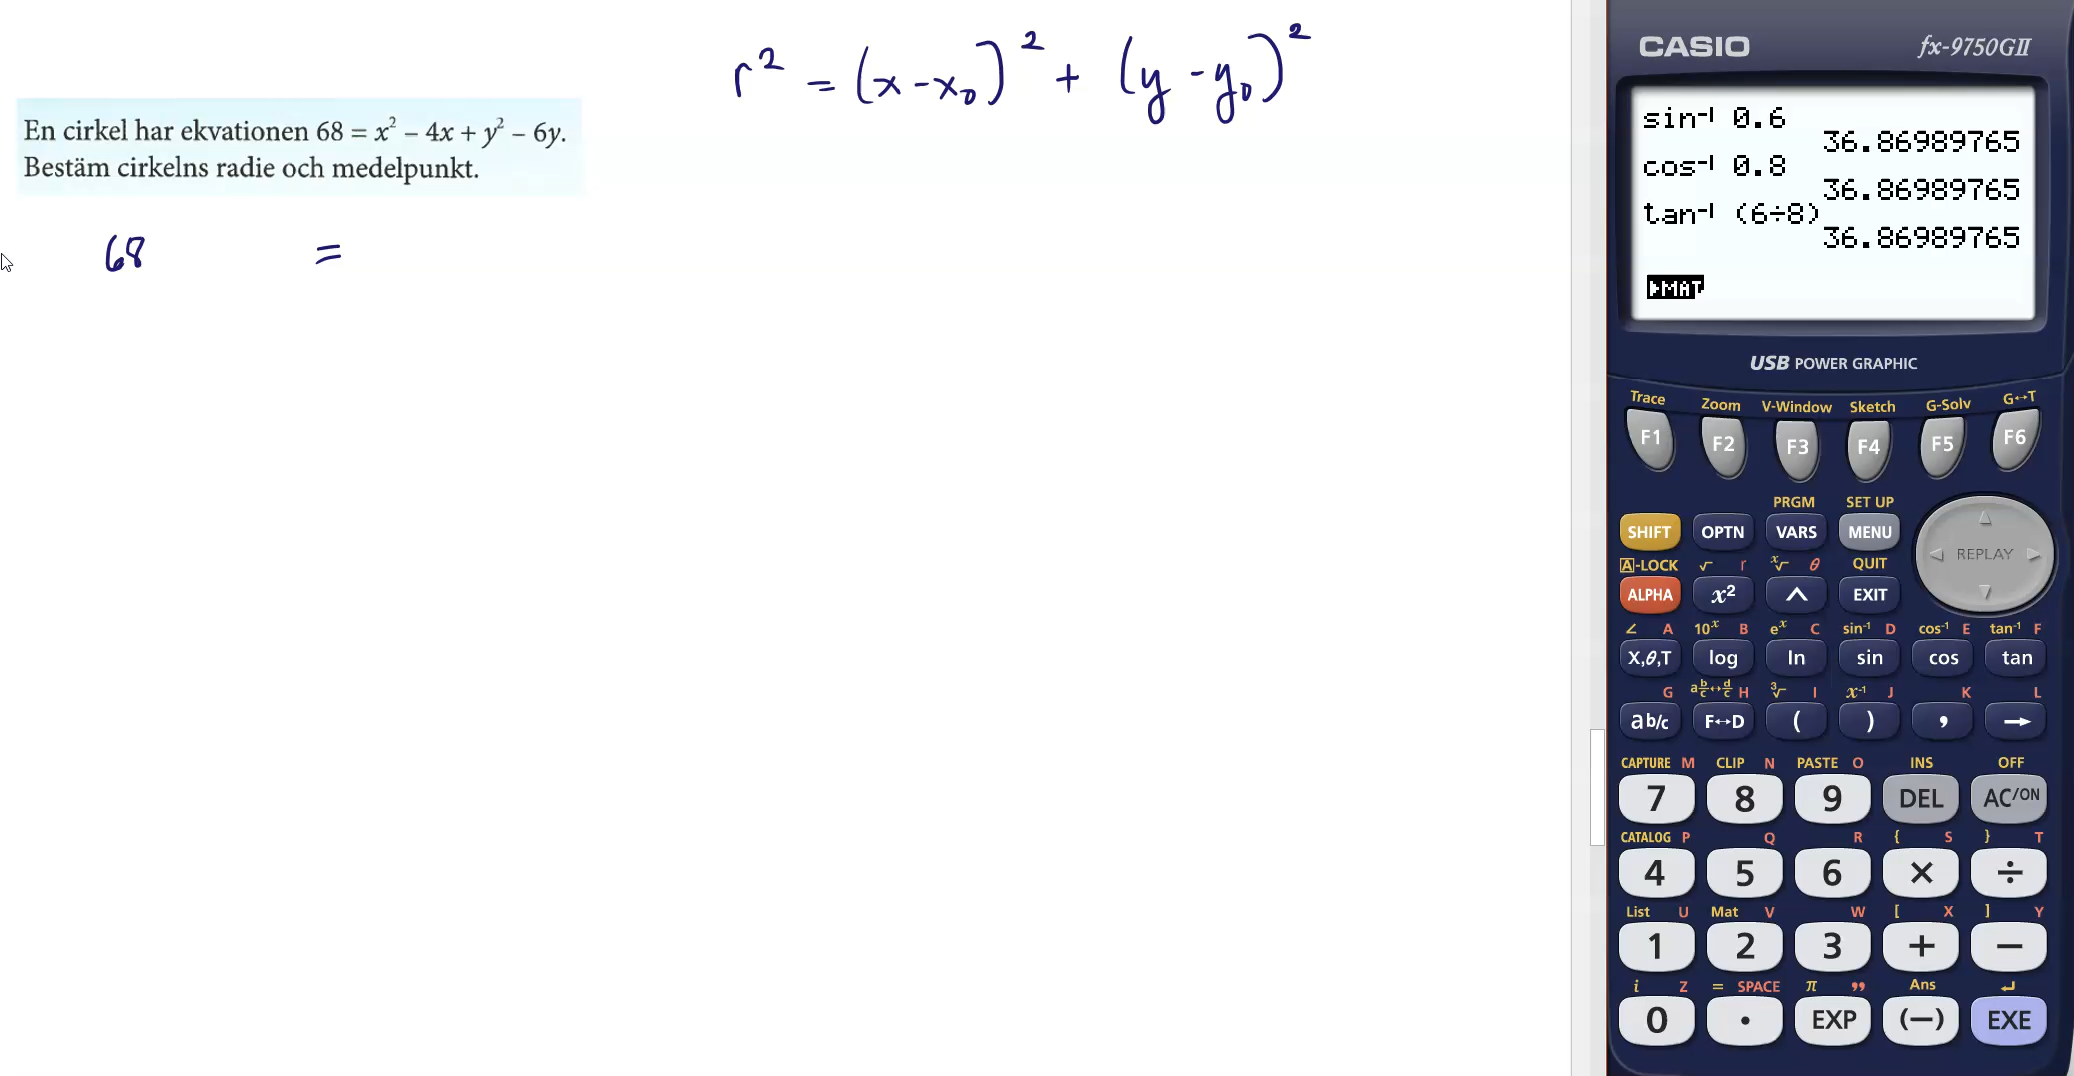 r² = (x - x₀)² + (y - y₀)²
En cirkel har ekvationen 68 = x² – 4x + y² – 6y.
Bestäm cirkelns radie och medelpunkt.
68 =
CASIO fx-9750GII
sin⁻¹ 0.6
36.86989765
cos⁻¹ 0.8
36.86989765
tan⁻¹ (6÷8)
36.86989765
▶MAT
USB POWER GRAPHIC
Trace Zoom V-Window Sketch G-Solv G↔T
F1 F2 F3 F4 F5 F6
PRGM SET UP
SHIFT OPTN VARS MENU
REPLAY
A-LOCK √ r ˣ√ θ QUIT
ALPHA x² ^ EXIT
∠ A 10ˣ B eˣ C sin⁻¹ D cos⁻¹ E tan⁻¹ F
X,θ,T log ln sin cos tan
G a b/c↔d/c H ³√ I x⁻¹ J K L
a b/c F↔D ( ) , →
CAPTURE M CLIP N PASTE O INS OFF
7 8 9 DEL AC/ON
CATALOG P Q R { S } T
4 5 6 × ÷
List U Mat V W [ X ] Y
1 2 3 + −
i Z = SPACE π ” Ans ↵
0 . EXP (−) EXE